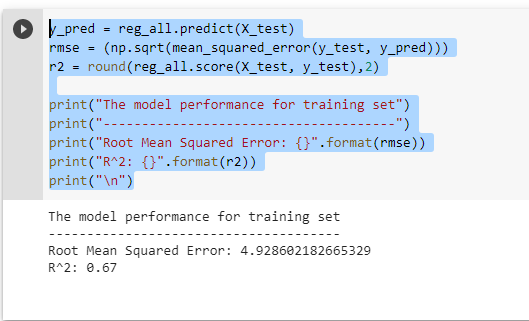 y_pred = reg_all.predict(X_test)
rmse = (np.sqrt(mean_squared_error(y_test, y_pred)))
r2 = round(reg_all.score(X_test, y_test),2)
print("The model performance for training set")
print("-------------------------------------")
print("Root Mean Squared Error: {}".format(rmse))
print("R^2: {}".format(r2))
print("\n")
The model performance for training set
-------------------------------------
Root Mean Squared Error: 4.928602182665329
R^2: 0.67